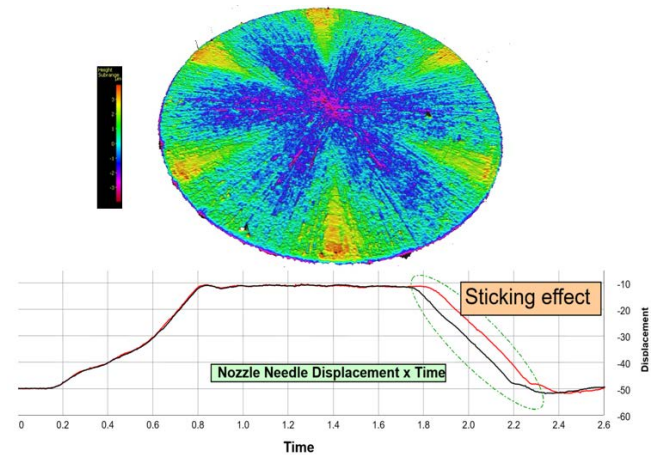 Height
Subrange
Sticking effect
Nozzle Needle Displacement x Time
-10
-20
-30
-40
-50
-60
Displacement
0 0.2 0.4 0.6 0.8 1.0 1.2 1.4 1.6 1.8 2.0 2.2 2.4 2.6
Time